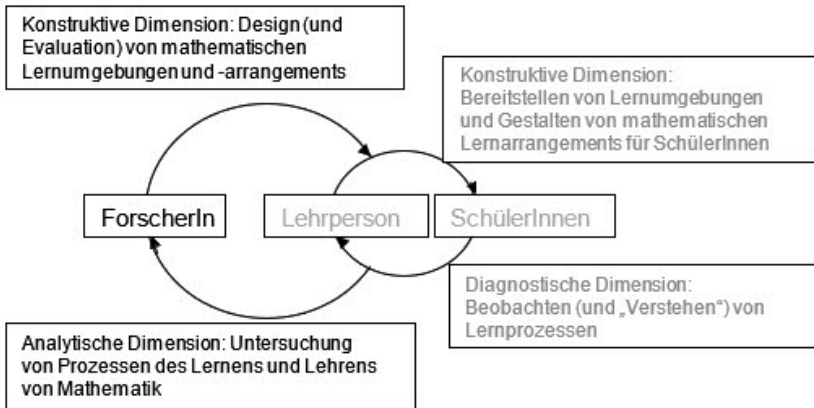 Konstruktive Dimension: Design (und
Evaluation) von mathematischen
Lernumgebungen und -arrangements
Konstruktive Dimension:
Bereitstellen von Lernumgebungen
und Gestalten von mathematischen
Lernarrangements für SchülerInnen
ForscherIn
Lehrperson
SchülerInnen
Diagnostische Dimension:
Beobachten (und „Verstehen“) von
Lernprozessen
Analytische Dimension: Untersuchung
von Prozessen des Lernens und Lehrens
von Mathematik